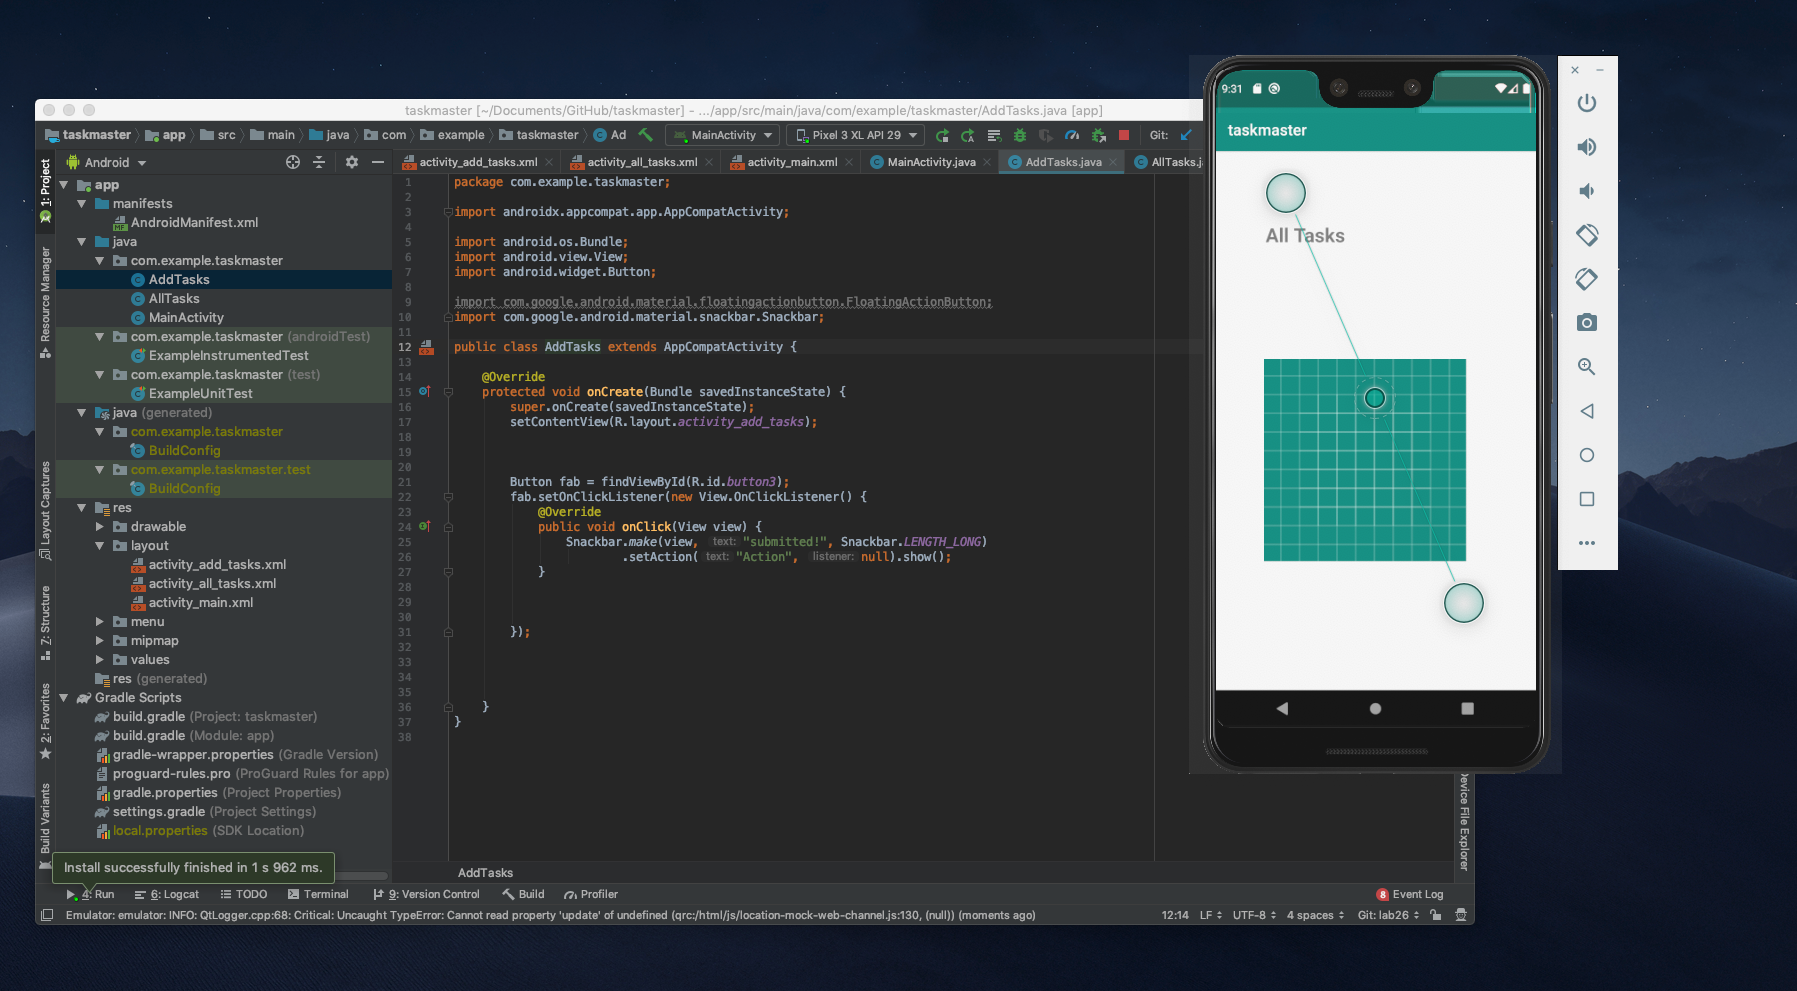 taskmaster [~/Documents/GitHub/taskmaster] - .../app/src/main/java/com/example/taskmaster/AddTasks.java [app]
taskmaster app src main java com example taskmaster Ad MainActivity Pixel 3 XL API 29 Git:
Android
activity_add_tasks.xml activity_all_tasks.xml activity_main.xml MainActivity.java AddTasks.java AllTasks.j
1: Project
Resource Manager
Layout Captures
7: Structure
2: Favorites
Build Variants
app
manifests
AndroidManifest.xml
java
com.example.taskmaster
AddTasks
AllTasks
MainActivity
com.example.taskmaster (androidTest)
ExampleInstrumentedTest
com.example.taskmaster (test)
ExampleUnitTest
java (generated)
com.example.taskmaster
BuildConfig
com.example.taskmaster.test
BuildConfig
res
drawable
layout
activity_add_tasks.xml
activity_all_tasks.xml
activity_main.xml
menu
mipmap
values
res (generated)
Gradle Scripts
build.gradle (Project: taskmaster)
build.gradle (Module: app)
gradle-wrapper.properties (Gradle Version)
proguard-rules.pro (ProGuard Rules for app)
gradle.properties (Project Properties)
settings.gradle (Project Settings)
local.properties (SDK Location)
1 package com.example.taskmaster;
2
3 import androidx.appcompat.app.AppCompatActivity;
4
5 import android.os.Bundle;
6 import android.view.View;
7 import android.widget.Button;
8
9 import com.google.android.material.floatingactionbutton.FloatingActionButton;
10 import com.google.android.material.snackbar.Snackbar;
11
12 public class AddTasks extends AppCompatActivity {
13
14 @Override
15 protected void onCreate(Bundle savedInstanceState) {
16 super.onCreate(savedInstanceState);
17 setContentView(R.layout.activity_add_tasks);
18
19
20
21 Button fab = findViewById(R.id.button3);
22 fab.setOnClickListener(new View.OnClickListener() {
23 @Override
24 public void onClick(View view) {
25 Snackbar.make(view, text: "submitted!", Snackbar.LENGTH_LONG)
26 .setAction( text: "Action", listener: null).show();
27 }
28
29
30
31 });
32
33
34
35
36 }
37 }
38
AddTasks
Install successfully finished in 1 s 962 ms.
4: Run 6: Logcat TODO Terminal 9: Version Control Build Profiler 8 Event Log
Emulator: emulator: INFO: QtLogger.cpp:68: Critical: Uncaught TypeError: Cannot read property 'update' of undefined (qrc:/html/js/location-mock-web-channel.js:130, (null)) (moments ago) 12:14 LF UTF-8 4 spaces Git: lab26
Device File Explorer
9:31
taskmaster
All Tasks